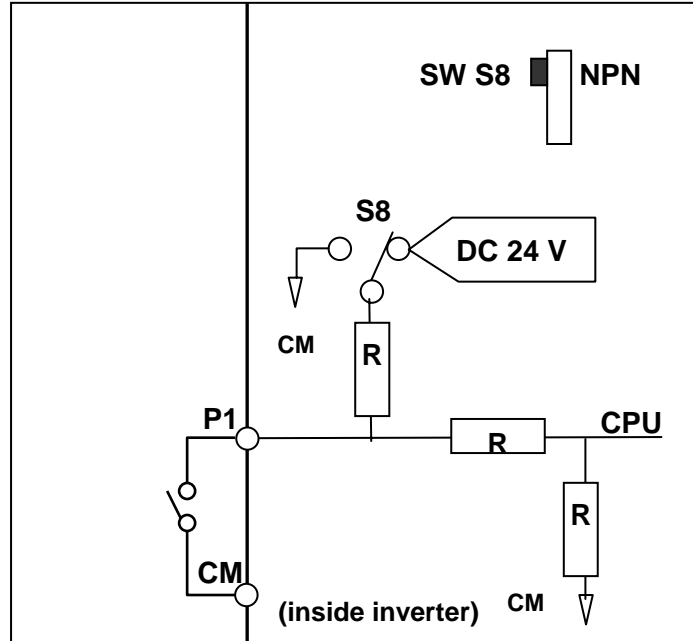 SW S8 NPN
S8
DC 24 V
CM
R
P1
R
CPU
R
CM
(inside inverter)
CM